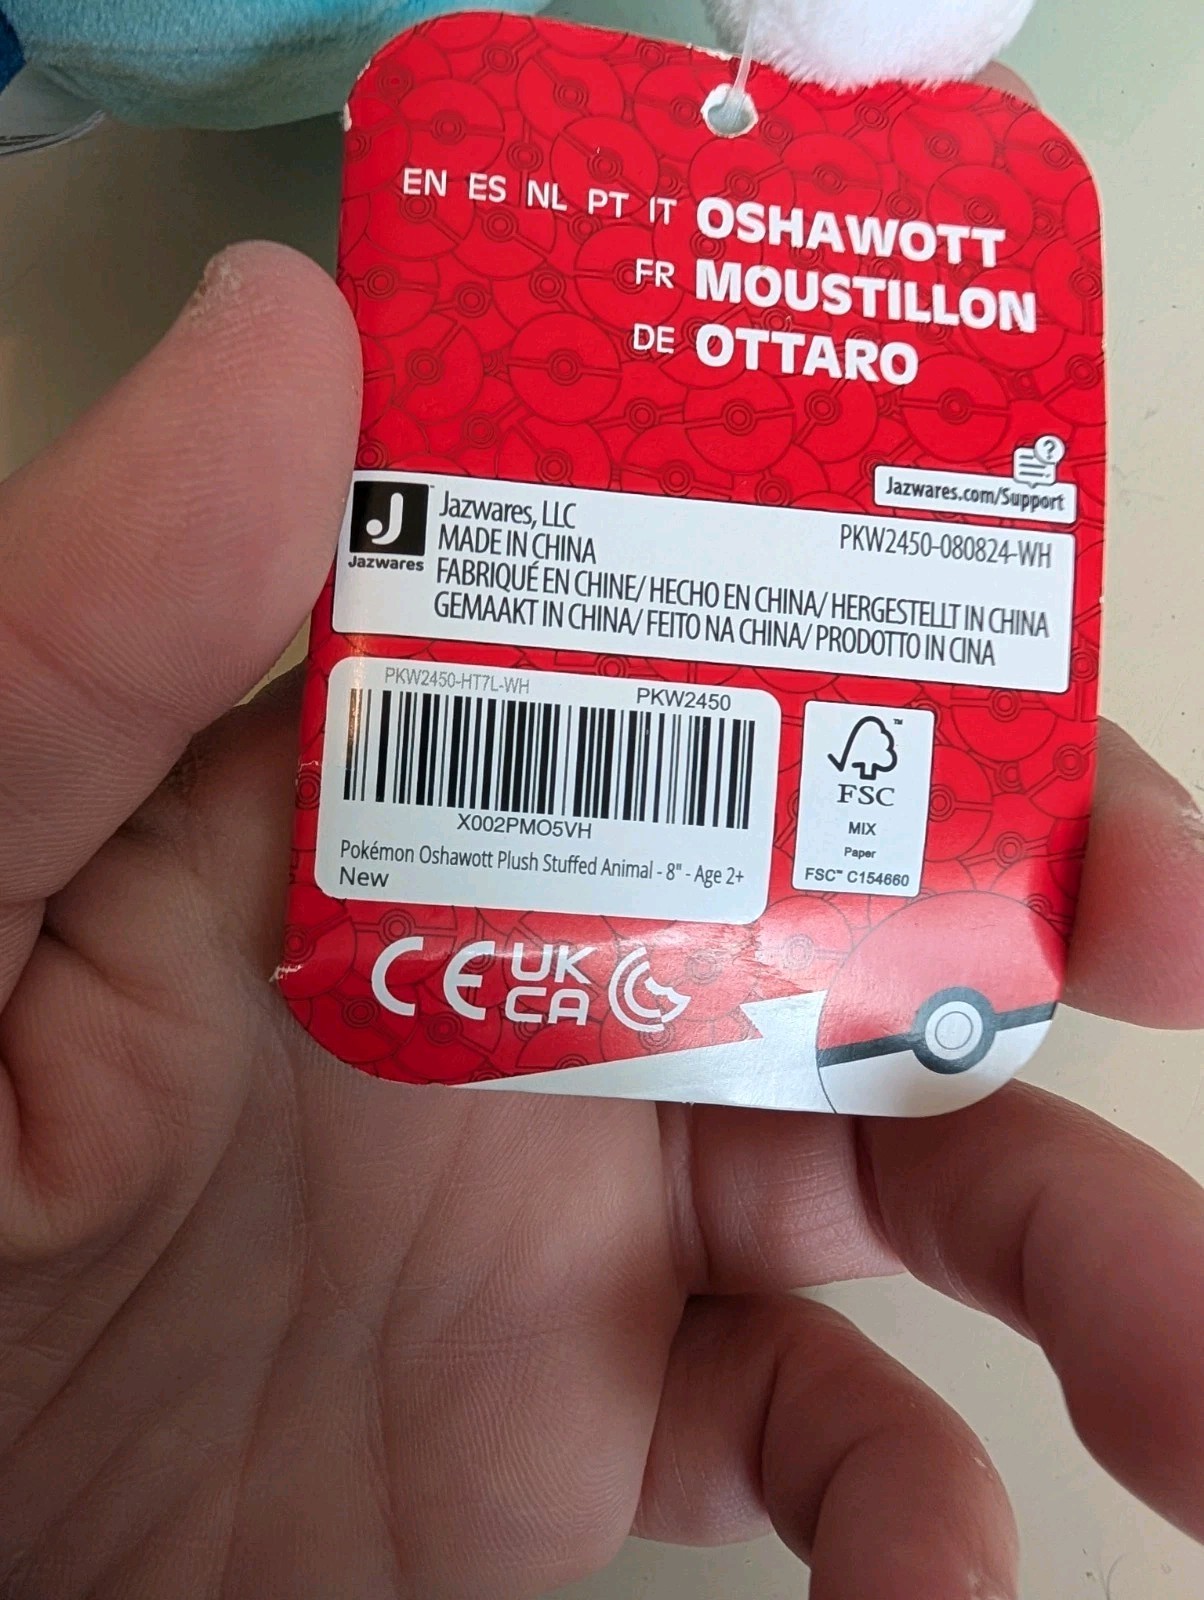 EN ES NL PT IT OSHAWOTT
FR MOUSTILLON
DE OTTARO
?
Jazwares.com/Support
J
Jazwares
Jazwares, LLC
PKW2450-080824-WH
MADE IN CHINA
FABRIQUÉ EN CHINE/ HECHO EN CHINA/ HERGESTELLT IN CHINA
GEMAAKT IN CHINA/ FEITO NA CHINA/ PRODOTTO IN CINA
PKW2450-HT7L-WH
PKW2450
X002PMO5VH
Pokémon Oshawott Plush Stuffed Animal - 8" - Age 2+
New
™
FSC
MIX
Paper
FSC™ C154660
CE
UK
CA